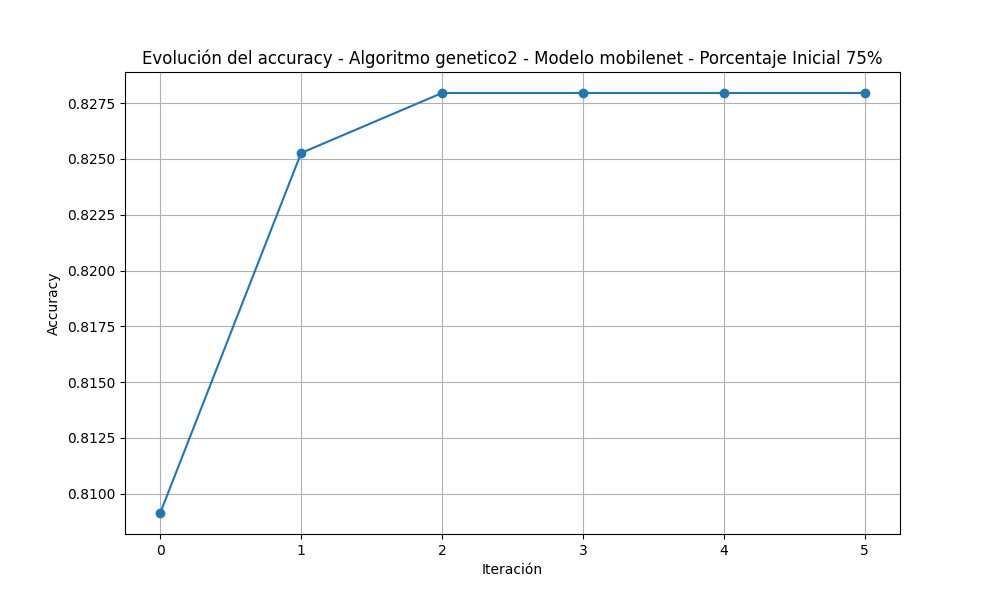 Evolución del accuracy - Algoritmo genetico2 - Modelo mobilenet - Porcentaje Inicial 75%
0.8275
0.8250
0.8225
0.8200
0.8175
0.8150
0.8125
0.8100
Accuracy
0 1 2 3 4 5
Iteración